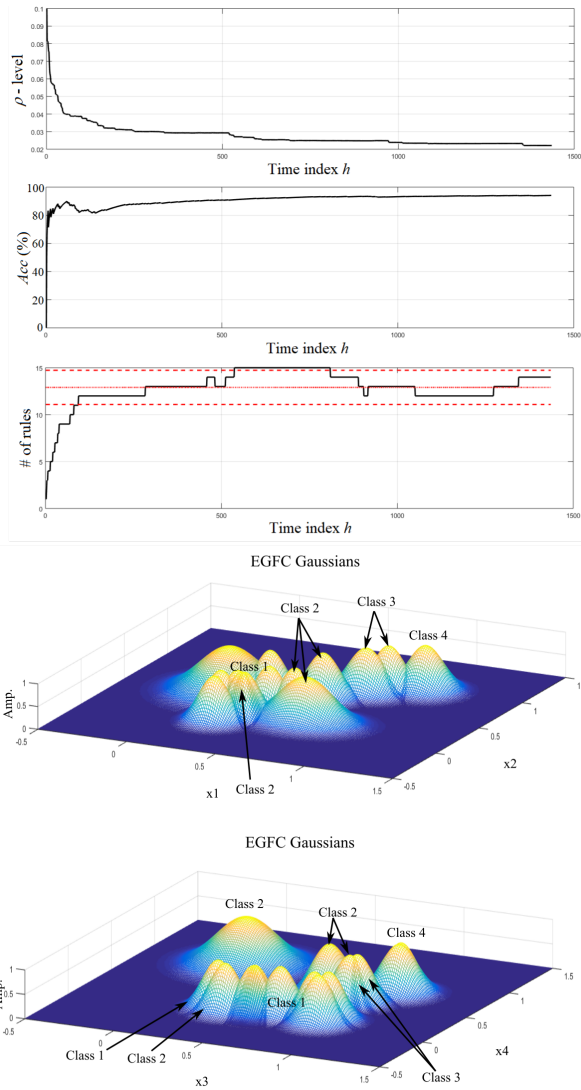 0.1
0.09
0.08
0.07
0.06
0.05
0.04
0.03
0.02
ρ - level
0 500 1000 1500
Time index h
100
80
60
40
20
0
Acc (%)
0 500 1000 1500
Time index h
15
10
5
0
# of rules
0 500 1000 1500
Time index h
EGFC Gaussians
Class 2
Class 3
Class 4
Class 1
Class 2
Amp.
1
0.5
0
-0.5
0
0.5
1
1.5
-0.5
0
0.5
1
x1
x2
EGFC Gaussians
Class 2
Class 2
Class 4
Class 1
Class 1
Class 2
Class 3
1
0.5
0
-0.5
0
0.5
1
1.5
-0.5
0
0.5
1
1.5
x3
x4